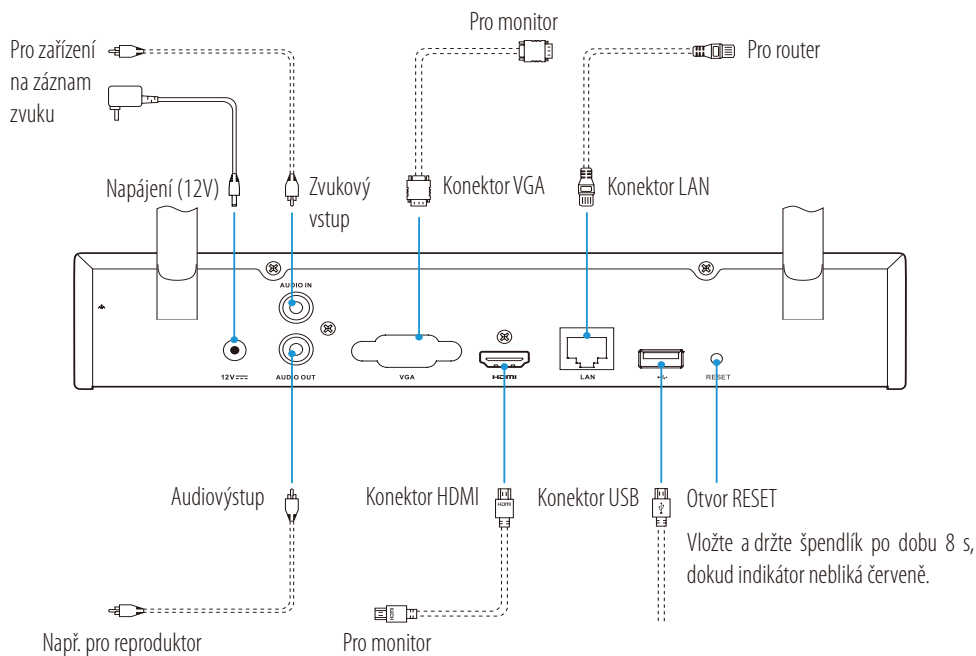 Pro monitor
Pro zařízení
na záznam
zvuku
Pro router
Napájení (12V)
Zvukový
vstup
Konektor VGA
Konektor LAN
AUDIO IN
12V
AUDIO OUT
VGA
HDMI
LAN
RESET
Audiovýstup
Konektor HDMI
HDMI
Konektor USB
Otvor RESET
Vložte a držte špendlík po dobu 8 s,
dokud indikátor nebliká červeně.
HDMI
Např. pro reproduktor
Pro monitor